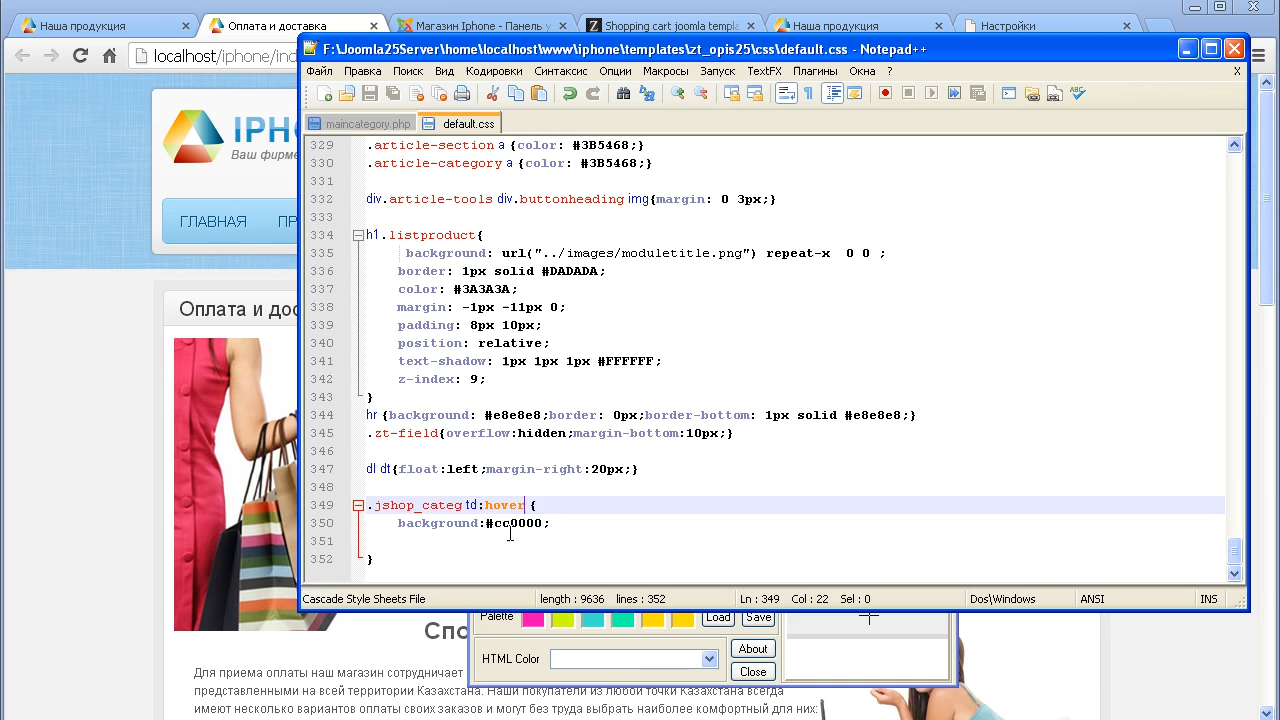 Наша продукция
Оплата и доставка
Магазин Iphone - Панель у
Shopping cart joomla templa
Наша продукция
Настройки
localhost/iphone/ind
F:\Joomla25Server\home\localhost\www\iphone\templates\zt_opis25\css\default.css - Notepad++
Файл Правка Поиск Вид Кодировки Синтаксис Опции Макросы Запуск TextFX Плагины Окна ? X
maincategory.php default.css
IPH
Ваш фирме
ГЛАВНАЯ ПР
Оплата и дос
329 .article-section a {color: #3B5468;}
330 .article-category a {color: #3B5468;}
331
332 div.article-tools div.buttonheading img{margin: 0 3px;}
333
334 h1.listproduct{
335 background: url("../images/moduletitle.png") repeat-x 0 0 ;
336 border: 1px solid #DADADA;
337 color: #3A3A3A;
338 margin: -1px -11px 0;
339 padding: 8px 10px;
340 position: relative;
341 text-shadow: 1px 1px 1px #FFFFFF;
342 z-index: 9;
343 }
344 hr {background: #e8e8e8;border: 0px;border-bottom: 1px solid #e8e8e8;}
345 .zt-field{overflow:hidden;margin-bottom:10px;}
346
347 dl dt{float:left;margin-right:20px;}
348
349 .jshop_categ td:hover {
350 background:#cc0000;
351
352 }
Cascade Style Sheets File length : 9636 lines : 352 Ln : 349 Col : 22 Sel : 0 Dos\Windows ANSI INS
Palette Load Save
HTML Color About
Close
Спо
Для приема оплаты наш магазин сотрудничает
представленными на всей территории Казахстана. Наши покупатели из любой точки Казахстана всегда
имеют несколько вариантов оплаты своих заказов и могут без труда выбрать наиболее комфортный для них: